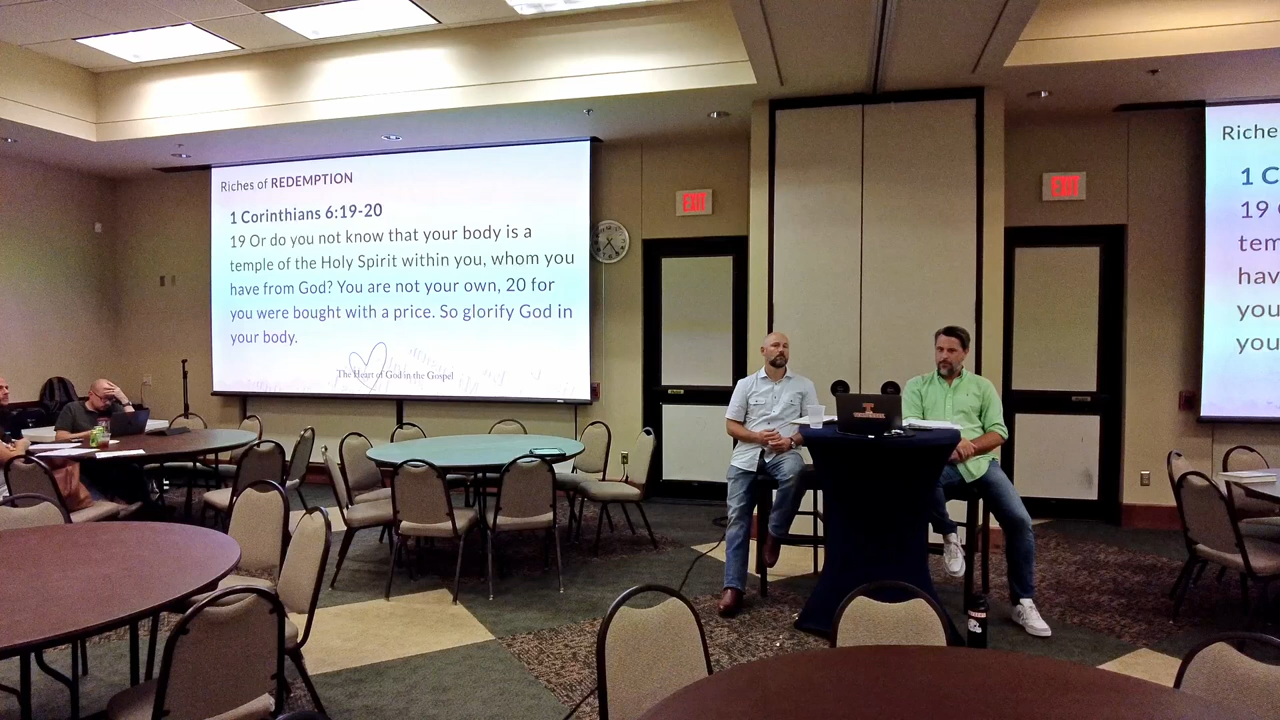 Riches of REDEMPTION
1 Corinthians 6:19-20
19 Or do you not know that your body is a
temple of the Holy Spirit within you, whom you
have from God? You are not your own, 20 for
you were bought with a price. So glorify God in
your body.
The Heart of God in the Gospel
EXIT
EXIT
T
Riche
1 C
19
tem
hav
you
you